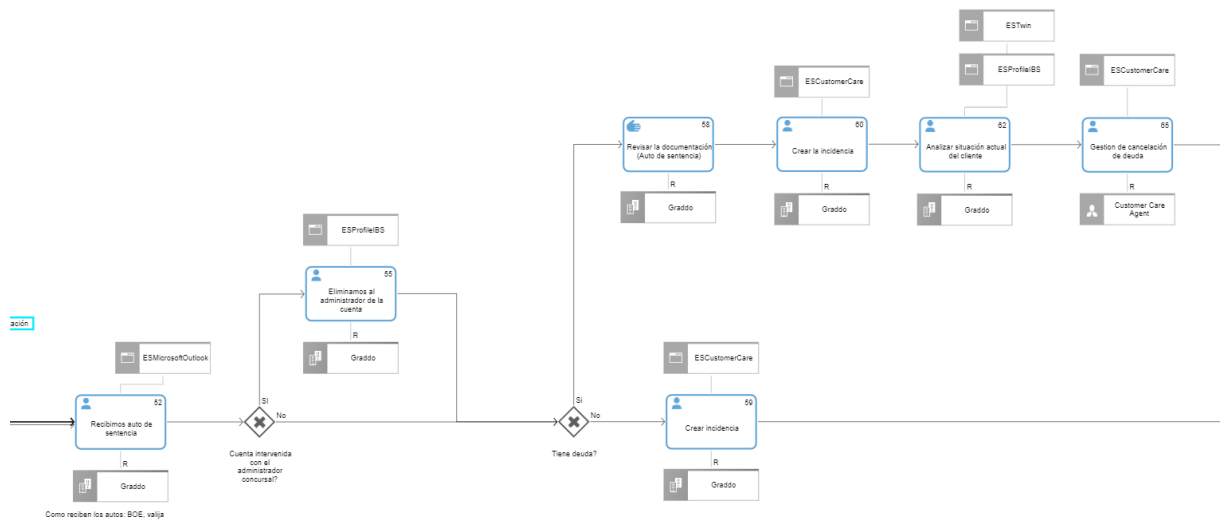 ESTwin
ESProfileIBS
ESCustomerCare
ESCustomerCare
58
Revisar la documentación
(Auto de sentencia)
R
Graddo
60
Crear la incidencia
R
Graddo
62
Analizar situación actual
del cliente
R
Graddo
65
Gestion de cancelación
de deuda
R
Customer Care
Agent
ESProfileIBS
55
Eliminamos al
administrador de la
cuenta
R
Graddo
ación
ESMicrosoftOutlook
52
Recibimos auto de
sentencia
R
Graddo
Como reciben los autos: BOE, valija
SI
No
Cuenta intervenida
con el
administrador
concursal?
Si
No
Tiene deuda?
ESCustomerCare
59
Crear incidencia
R
Graddo